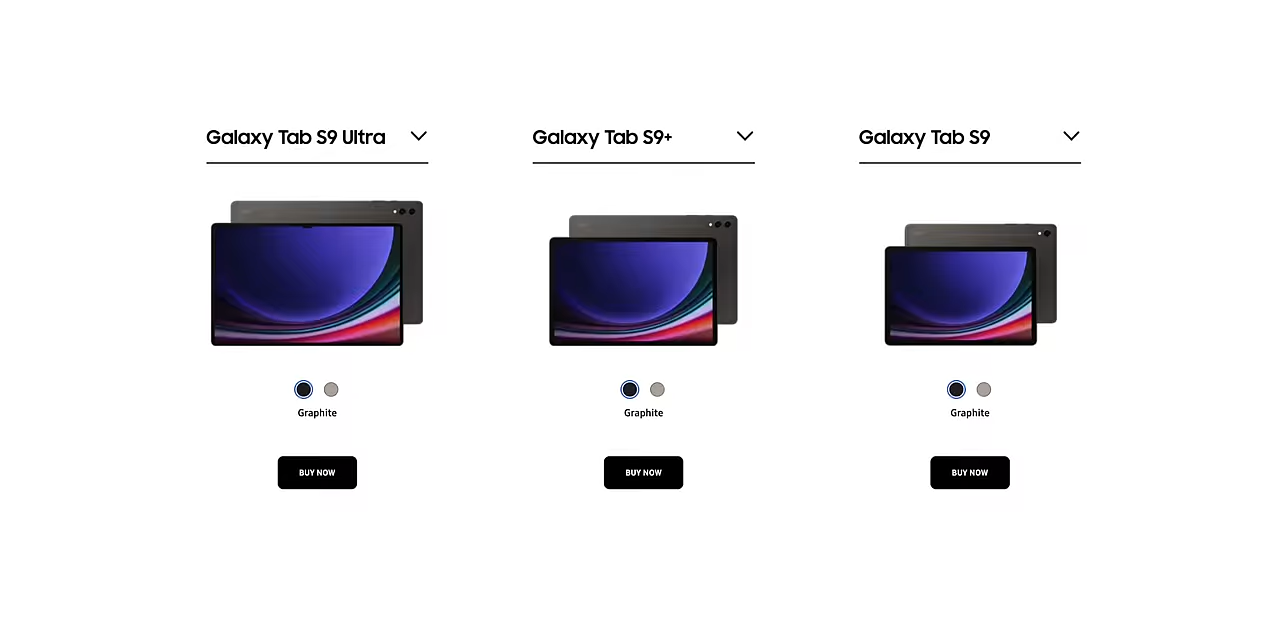 Galaxy Tab S9 Ultra
Galaxy Tab S9+
Galaxy Tab S9
Graphite
Graphite
Graphite
BUY NOW
BUY NOW
BUY NOW